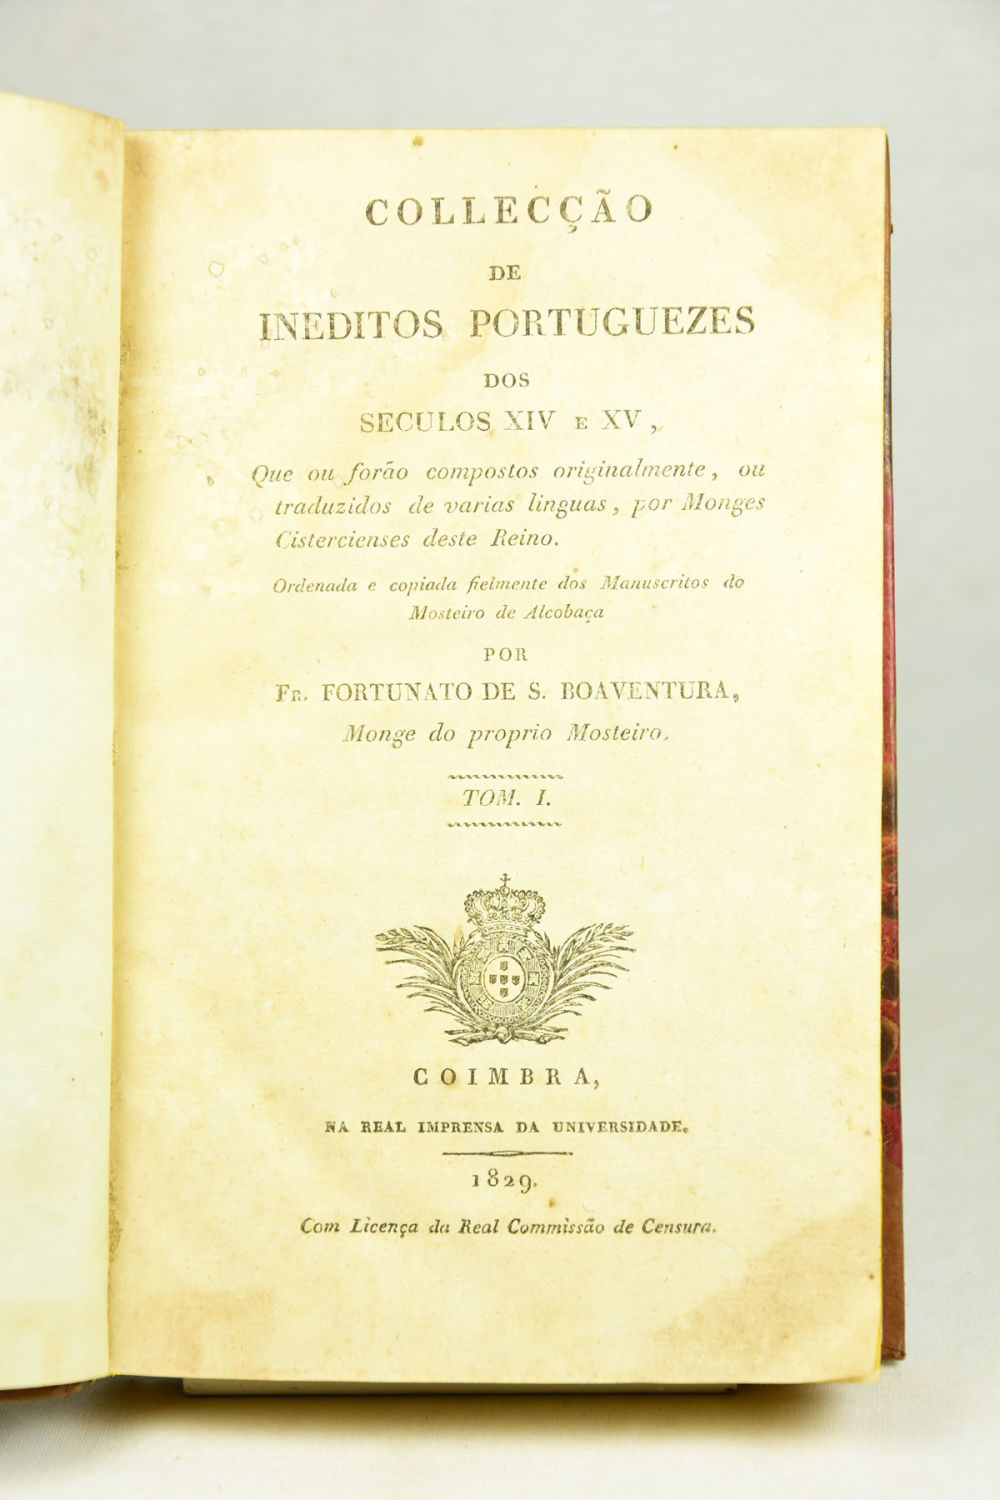 COLLECÇÃO
DE
INEDITOS PORTUGUEZES
DOS
SECULOS XIV E XV,
Que ou forão compostos originalmente, ou
traduzidos de varias linguas, por Monges
Cistercienses deste Reino.
Ordenada e copiada fielmente dos Manuscritos do
Mosteiro de Alcobaça
POR
Fr. FORTUNATO DE S. BOAVENTURA,
Monge do proprio Mosteiro.
TOM. I.
COIMBRA,
NA REAL IMPRENSA DA UNIVERSIDADE.
1829.
Com Licença da Real Commissão de Censura.